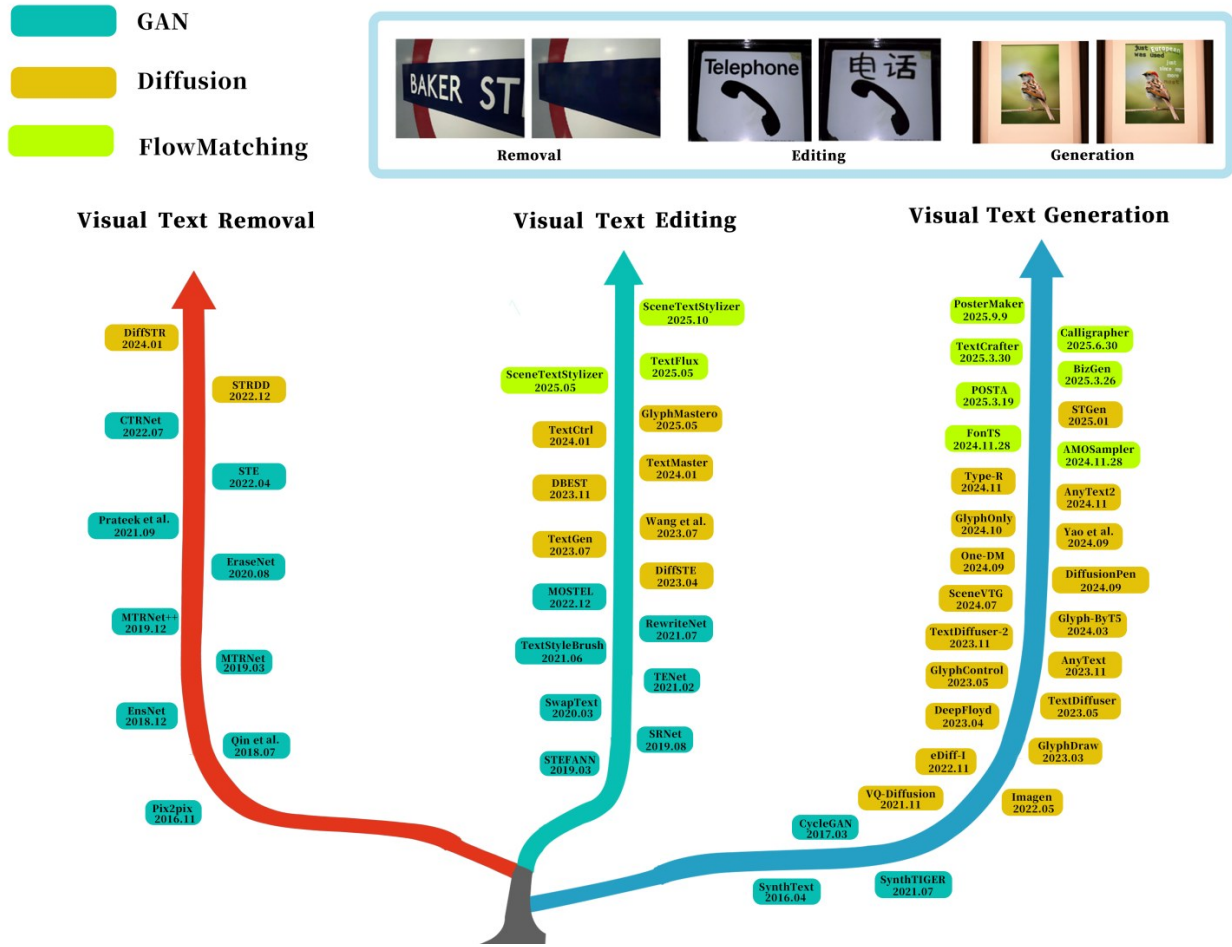 GAN
Diffusion
FlowMatching
BAKER ST
Telephone
电话
just European
was used
just
view my
more
Removal
Editing
Generation
Visual Text Removal
Visual Text Editing
Visual Text Generation
DiffSTR
2024.01
STRDD
2022.12
CTRNet
2022.07
STE
2022.04
Prateek et al.
2021.09
EraseNet
2020.08
MTRNet++
2019.12
MTRNet
2019.03
EnsNet
2018.12
Qin et al.
2018.07
Pix2pix
2016.11
SceneTextStylizer
2025.10
TextFlux
2025.05
SceneTextStylizer
2025.05
GlyphMastero
2025.05
TextCtrl
2024.01
TextMaster
2024.01
DBEST
2023.11
Wang et al.
2023.07
TextGen
2023.07
DiffSTE
2023.04
MOSTEL
2022.12
RewriteNet
2021.07
TextStyleBrush
2021.06
TENet
2021.02
SwapText
2020.03
SRNet
2019.08
STEFANN
2019.03
PosterMaker
2025.9.9
Calligrapher
2025.6.30
TextCrafter
2025.3.30
BizGen
2025.3.26
POSTA
2025.3.19
STGen
2025.01
FonTS
2024.11.28
AMOSampler
2024.11.28
Type-R
2024.11
AnyText2
2024.11
GlyphOnly
2024.10
Yao et al.
2024.09
One-DM
2024.09
DiffusionPen
2024.09
SceneVTG
2024.07
Glyph-ByT5
2024.03
TextDiffuser-2
2023.11
AnyText
2023.11
GlyphControl
2023.05
TextDiffuser
2023.05
DeepFloyd
2023.04
GlyphDraw
2023.03
eDiff-I
2022.11
Imagen
2022.05
VQ-Diffusion
2021.11
CycleGAN
2017.03
SynthTIGER
2021.07
SynthText
2016.04